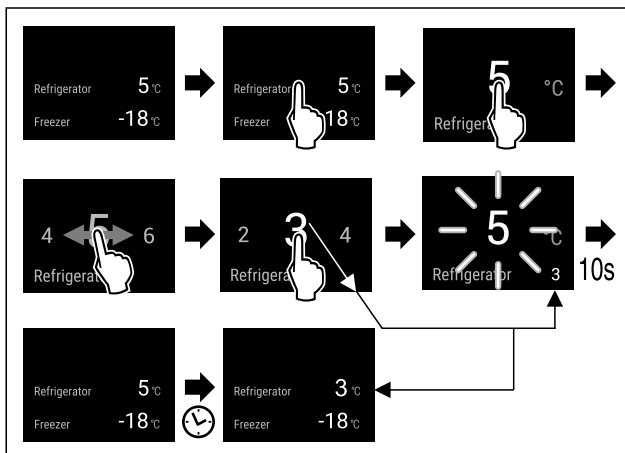 Refrigerator 5 °C
Freezer -18 °C
Refrigerator 5 °C
Freezer 18 °C
5 °C
Refriger
4 5 6
Refrigerat
2 3 4
Refrigera
5 °C
Refrigerator 3
10s
Refrigerator 5 °C
Freezer -18 °C
Refrigerator 3 °C
Freezer -18 °C